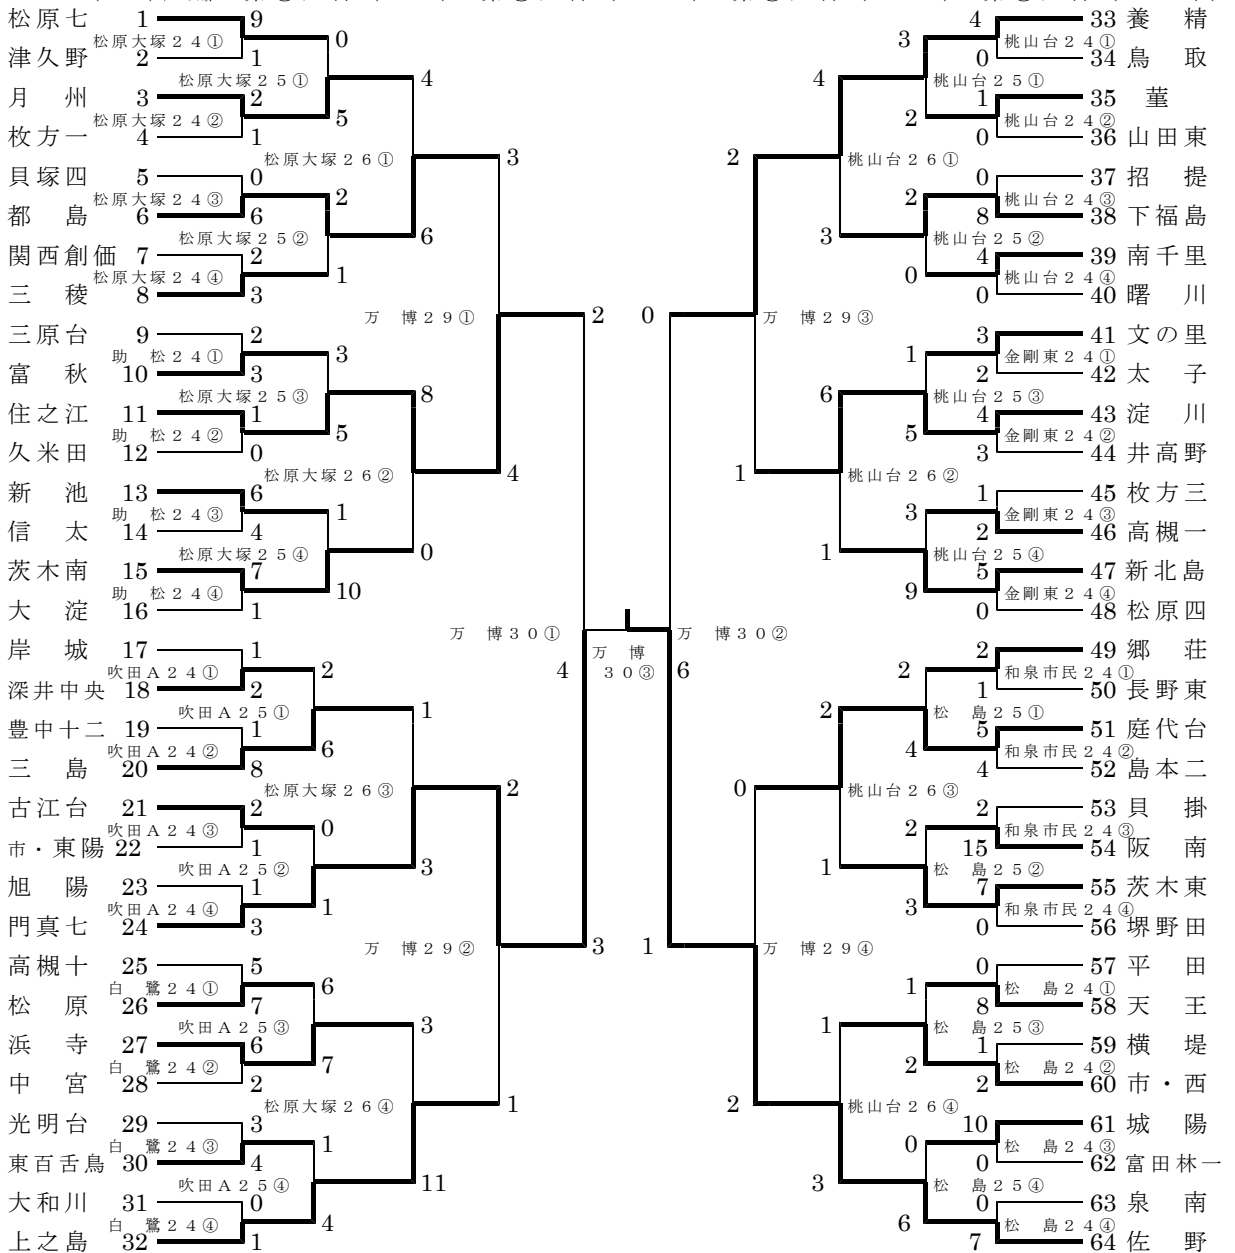 松原七 1 9
松原大塚24①
津久野 2 1
0
松原大塚25①
月州 3 2
松原大塚24②
枚方一 4 1
5
4
松原大塚26①
貝塚四 5 0
松原大塚24③
都島 6 6
2
松原大塚25②
関西創価 7 2
松原大塚24④
三稜 8 3
1
6
3
万博29①
三原台 9 2
助松24①
富秋 10 3
3
松原大塚25③
住之江 11 1
助松24②
久米田 12 0
5
8
松原大塚26②
新池 13 6
助松24③
信太 14 4
1
松原大塚25④
茨木南 15 7
助松24④
大淀 16 1
10
0
4
2
万博30①
岸城 17 1
吹田A24①
深井中央 18 2
2
吹田A25①
豊中十二 19 1
吹田A24②
三島 20 8
6
1
松原大塚26③
古江台 21 2
吹田A24③
市・東陽 22 1
0
吹田A25②
旭陽 23 1
吹田A24④
門真七 24 3
1
3
2
万博29②
高槻十 25 5
白鷺24①
松原 26 7
6
吹田A25③
浜寺 27 6
白鷺24②
中宮 28 2
7
3
松原大塚26④
光明台 29 3
白鷺24③
東百舌鳥 30 4
1
吹田A25④
大和川 31 0
白鷺24④
上之島 32 1
4
11
1
3
4
万博
30③
6
4 33 養精
桃山台24①
0 34 鳥取
3
桃山台25①
1 35 菫
桃山台24②
0 36 山田東
2
4
桃山台26①
0 37 招提
桃山台24③
8 38 下福島
2
桃山台25②
4 39 南千里
桃山台24④
0 40 曙川
0
3
2
万博29③
3 41 文の里
金剛東24①
2 42 太子
1
桃山台25③
4 43 淀川
金剛東24②
3 44 井高野
5
6
桃山台26②
1 45 枚方三
金剛東24③
2 46 高槻一
3
桃山台25④
5 47 新北島
金剛東24④
0 48 松原四
9
1
1
0
万博30②
2 49 郷荘
和泉市民24①
1 50 長野東
2
松島25①
5 51 庭代台
和泉市民24②
4 52 島本二
4
2
桃山台26③
2 53 貝掛
和泉市民24③
15 54 阪南
2
松島25②
7 55 茨木東
和泉市民24④
0 56 堺野田
3
1
0
万博29④
0 57 平田
松島24①
8 58 天王
1
松島25③
1 59 横堤
松島24②
2 60 市・西
2
1
桃山台26④
10 61 城陽
松島24③
0 62 富田林一
0
松島25④
0 63 泉南
松島24④
7 64 佐野
6
3
2
1